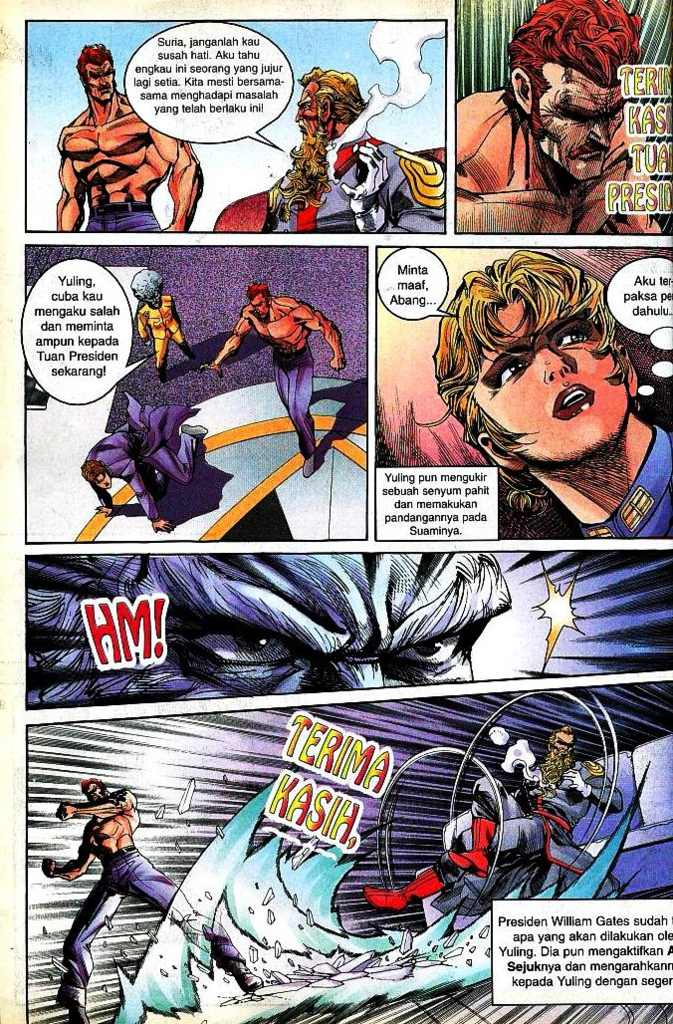 Suria, janganlah kau
susah hati. Aku tahu
engkau ini seorang yang jujur
lagi setia. Kita mesti bersama-
sama menghadapi masalah
yang telah berlaku ini!
TERIM
KASI
TUA
PRESID
Yuling,
cuba kau
mengaku salah
dan meminta
ampun kepada
Tuan Presiden
sekarang!
Minta
maaf,
Abang...
Aku ter-
paksa pe
dahulu..
Yuling pun mengukir
sebuah senyum pahit
dan memakukan
pandangannya pada
Suaminya.
HM!
TERIMA
KASIH,
Presiden William Gates sudah
apa yang akan dilakukan ole
Yuling. Dia pun mengaktifkan A
Sejuknya dan mengarahkann
kepada Yuling dengan seger